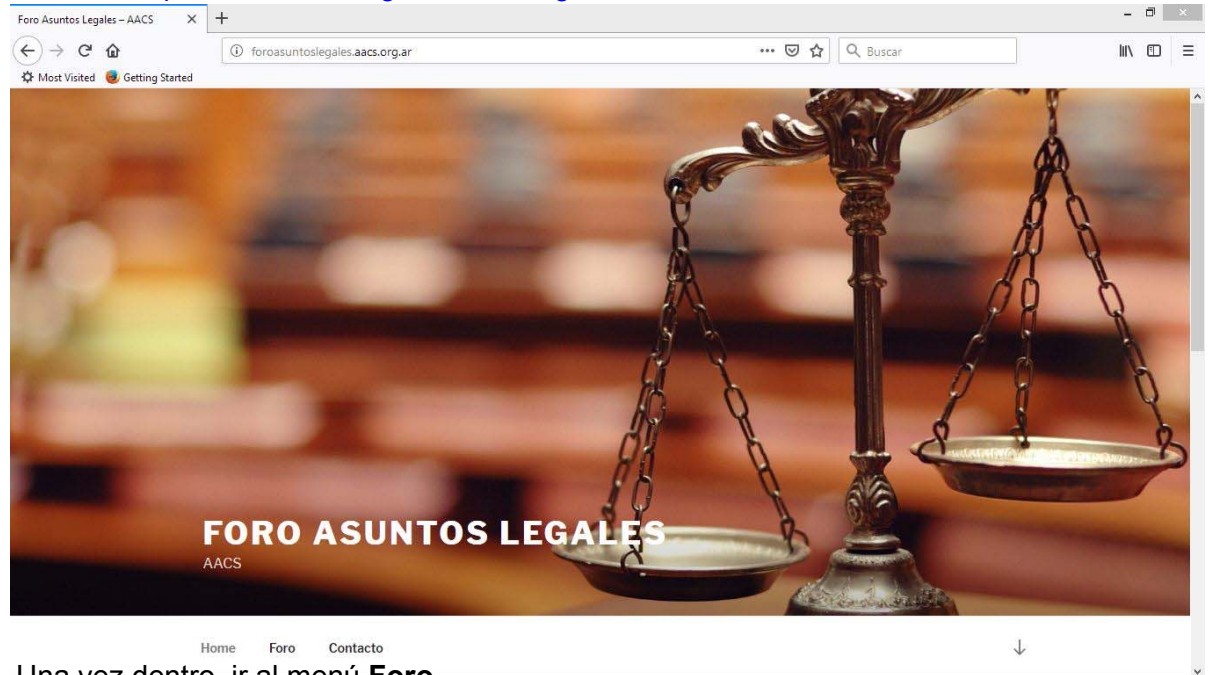 Foro Asuntos Legales – AACS
foroasuntoslegales.aacs.org.ar
Buscar
Most Visited Getting Started
FORO ASUNTOS LEGALES
AACS
Home Foro Contacto
Una vez dentro, ir al menú Foro